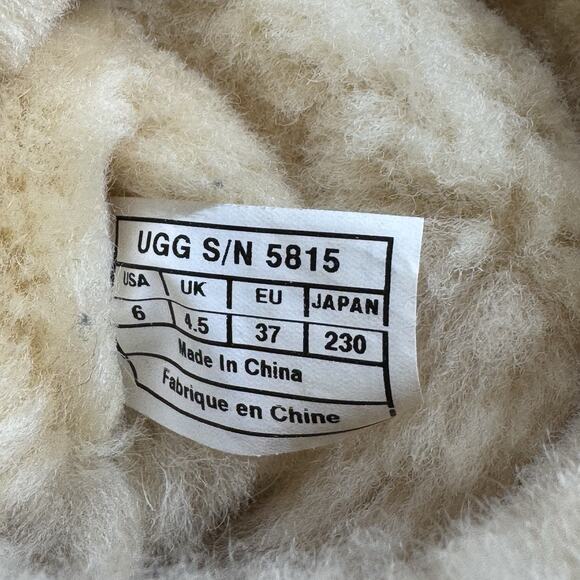 UGG S/N 5815
USA UK EU JAPAN
6 4.5 37 230
Made In China
Fabrique en Chine